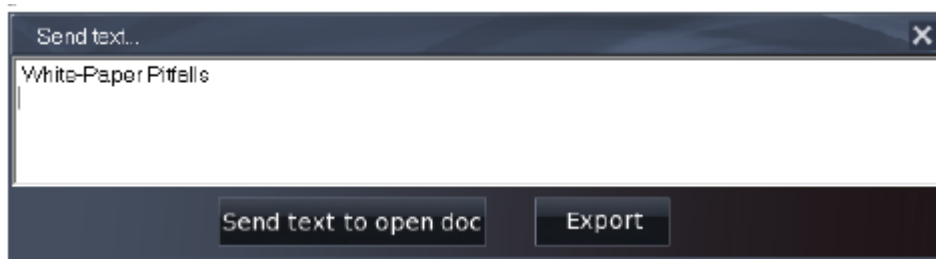 Send text...
White-Paper Pitfalls
Send text to open doc
Export